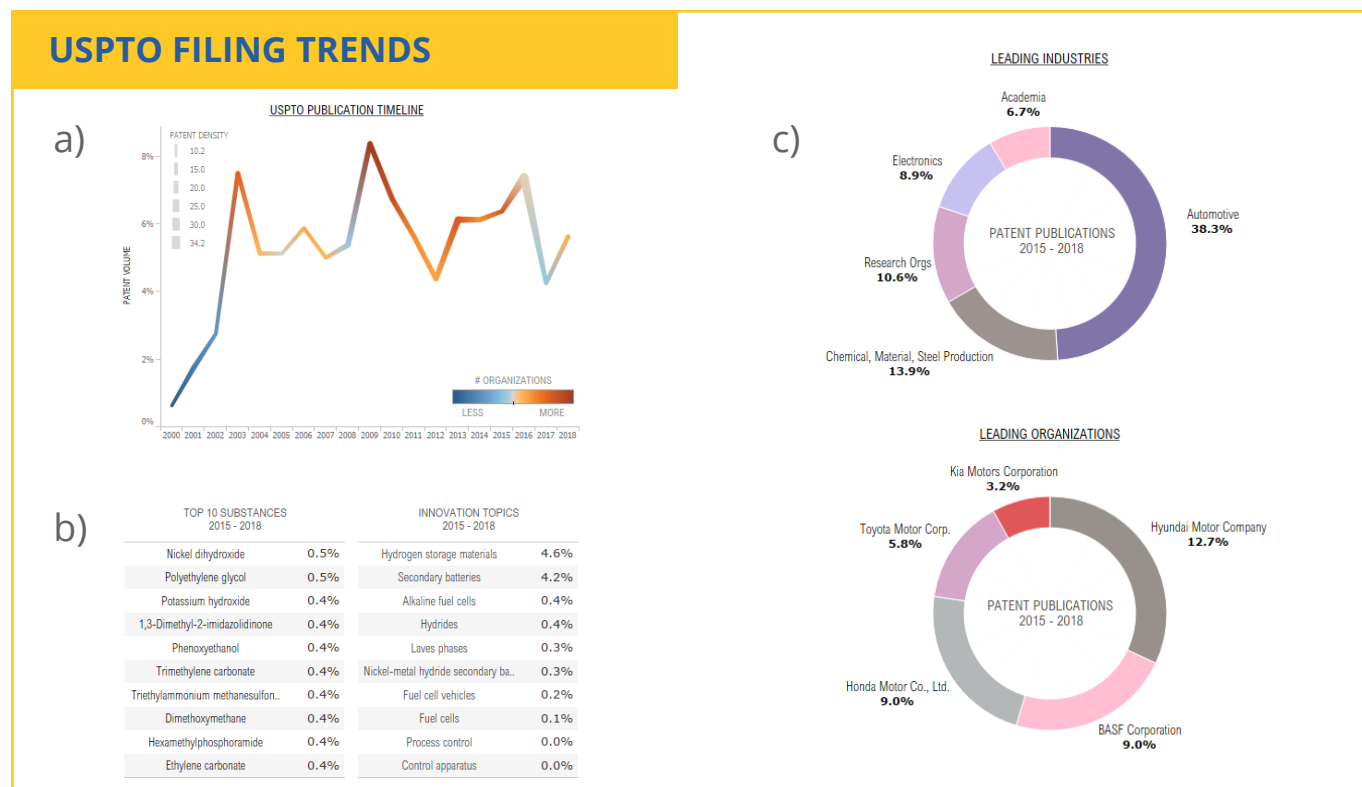 USPTO FILING TRENDS
a)
USPTO PUBLICATION TIMELINE
PATENT DENSITY
10.2
15.0
20.0
25.0
30.0
34.2
PATENT VOLUME
8%
6%
4%
2%
0%
# ORGANIZATIONS
LESS MORE
2000 2001 2002 2003 2004 2005 2006 2007 2008 2009 2010 2011 2012 2013 2014 2015 2016 2017 2018
b)
TOP 10 SUBSTANCES
2015 - 2018
Nickel dihydroxide 0.5%
Polyethylene glycol 0.5%
Potassium hydroxide 0.4%
1,3-Dimethyl-2-imidazolidinone 0.4%
Phenoxyethanol 0.4%
Trimethylene carbonate 0.4%
Triethylammonium methanesulfon.. 0.4%
Dimethoxymethane 0.4%
Hexamethylphosphoramide 0.4%
Ethylene carbonate 0.4%
INNOVATION TOPICS
2015 - 2018
Hydrogen storage materials 4.6%
Secondary batteries 4.2%
Alkaline fuel cells 0.4%
Hydrides 0.4%
Laves phases 0.3%
Nickel-metal hydride secondary ba.. 0.3%
Fuel cell vehicles 0.2%
Fuel cells 0.1%
Process control 0.0%
Control apparatus 0.0%
c)
LEADING INDUSTRIES
Academia
6.7%
Electronics
8.9%
Automotive
38.3%
PATENT PUBLICATIONS
2015 - 2018
Research Orgs
10.6%
Chemical, Material, Steel Production
13.9%
LEADING ORGANIZATIONS
Kia Motors Corporation
3.2%
Toyota Motor Corp.
5.8%
Hyundai Motor Company
12.7%
PATENT PUBLICATIONS
2015 - 2018
Honda Motor Co., Ltd.
9.0%
BASF Corporation
9.0%